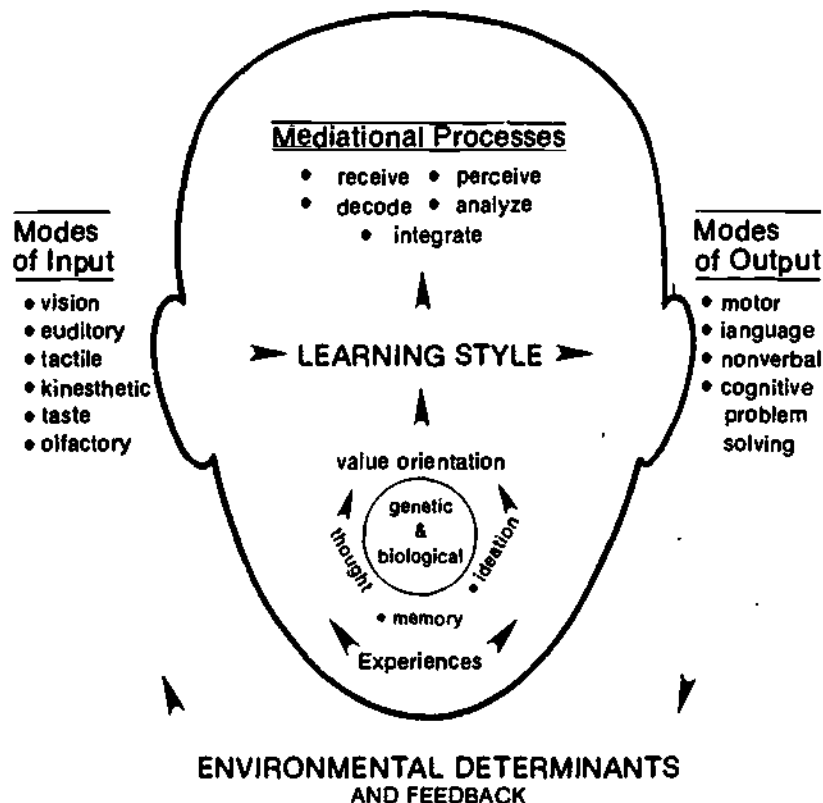 Mediational Processes
• receive • perceive
• decode • analyze
• integrate
Modes
of Input
• vision
• euditory
• tactile
• kinesthetic
• taste
• olfactory
LEARNING STYLE
Modes
of Output
• motor
• ianguage
• nonverbal
• cognitive
problem
solving
value orientation
genetic
&
biological
thought
• ideation
• memory
Experiences
ENVIRONMENTAL DETERMINANTS
AND FEEDBACK